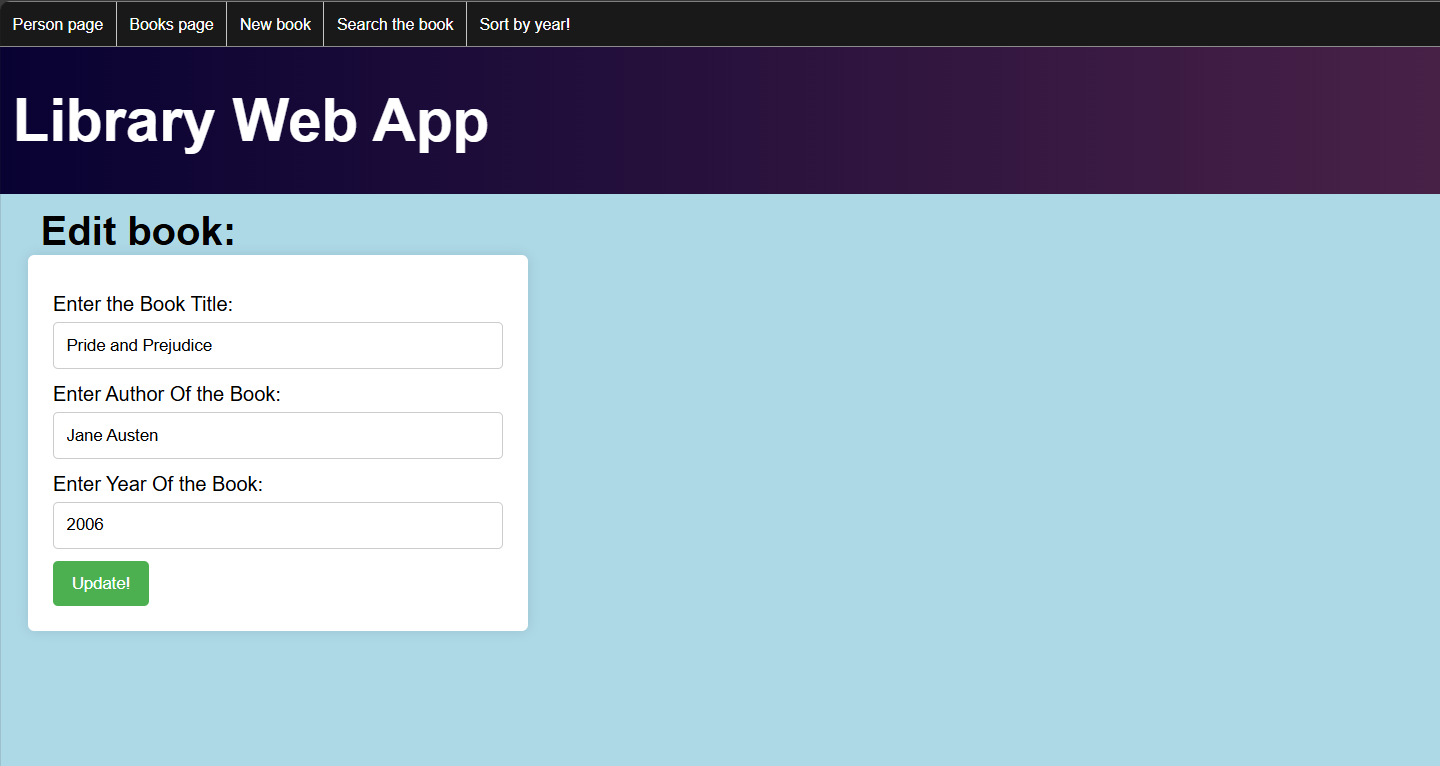 Person page Books page New book Search the book Sort by year!
Library Web App
Edit book:
Enter the Book Title:
Pride and Prejudice
Enter Author Of the Book:
Jane Austen
Enter Year Of the Book:
2006
Update!